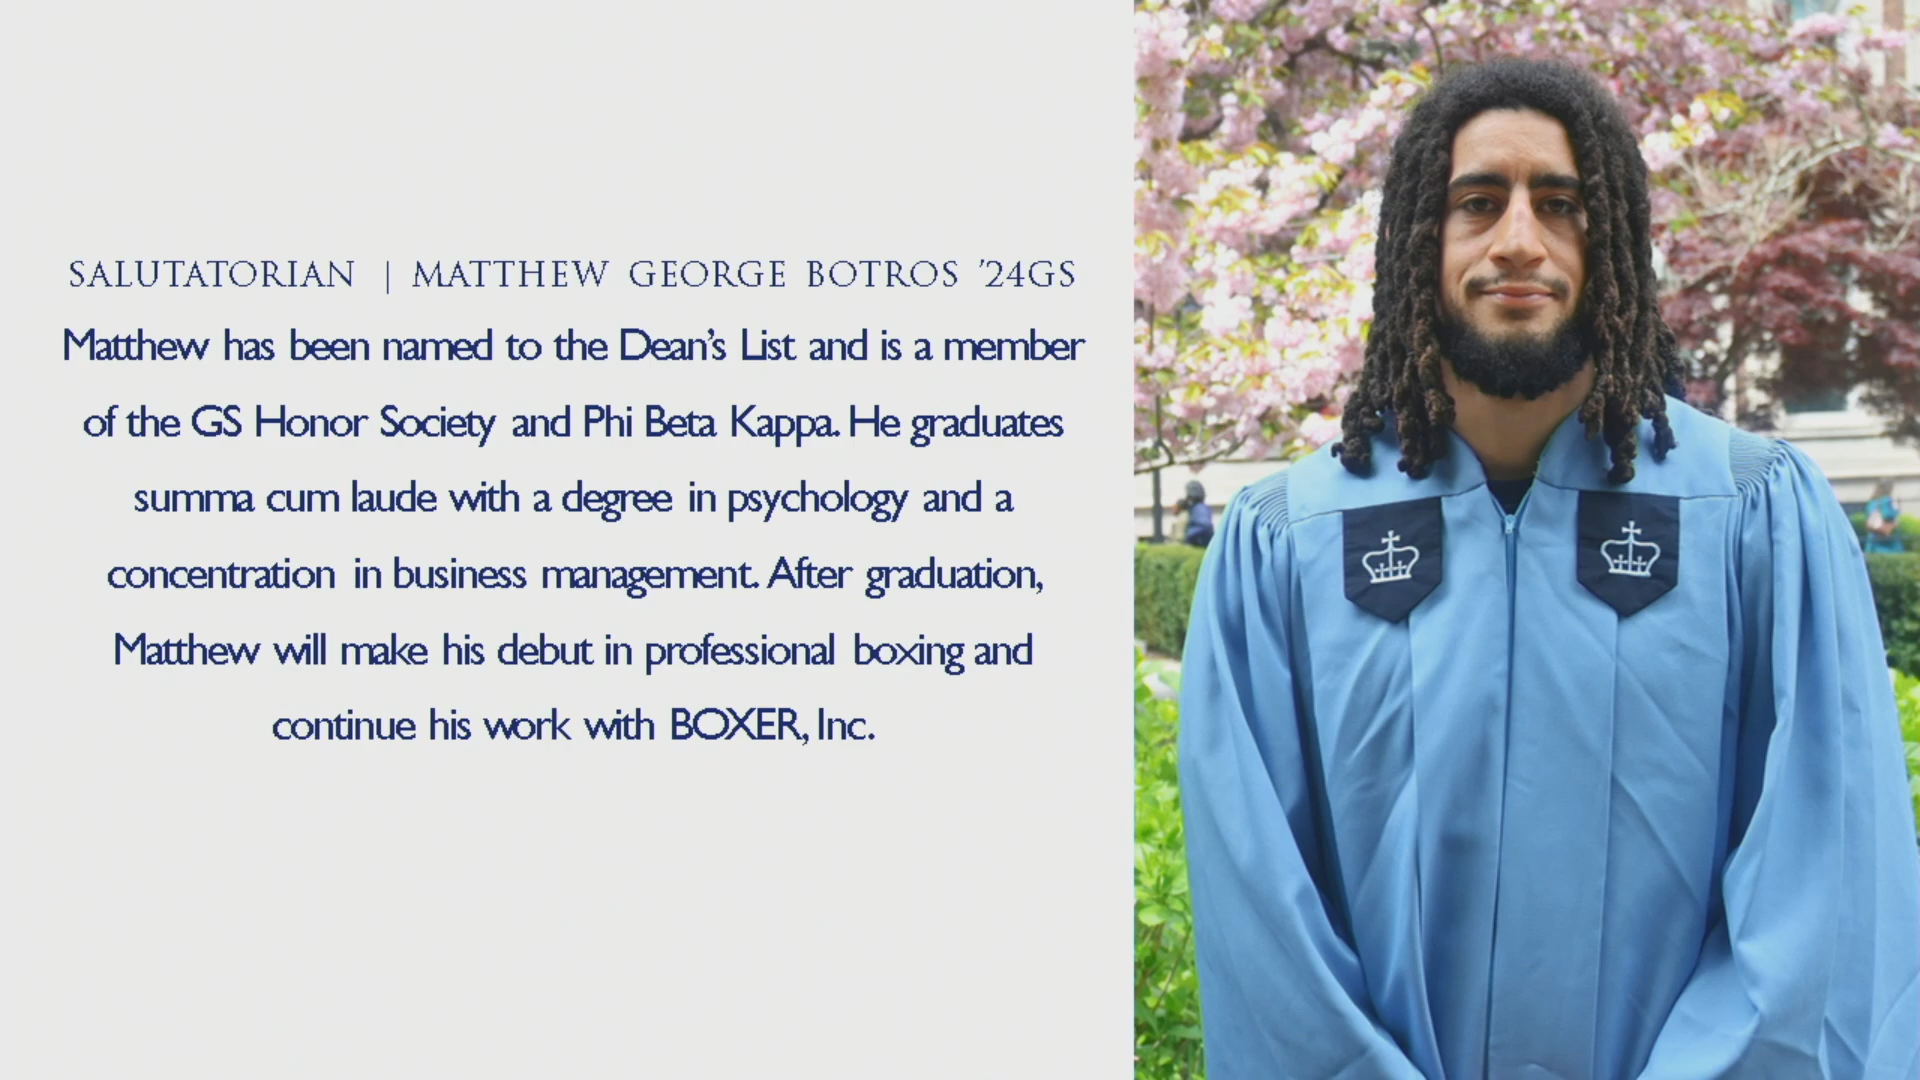 SALUTATORIAN | MATTHEW GEORGE BOTROS '24GS
Matthew has been named to the Dean's List and is a member
of the GS Honor Society and Phi Beta Kappa. He graduates
summa cum laude with a degree in psychology and a
concentration in business management. After graduation,
Matthew will make his debut in professional boxing and
continue his work with BOXER, Inc.